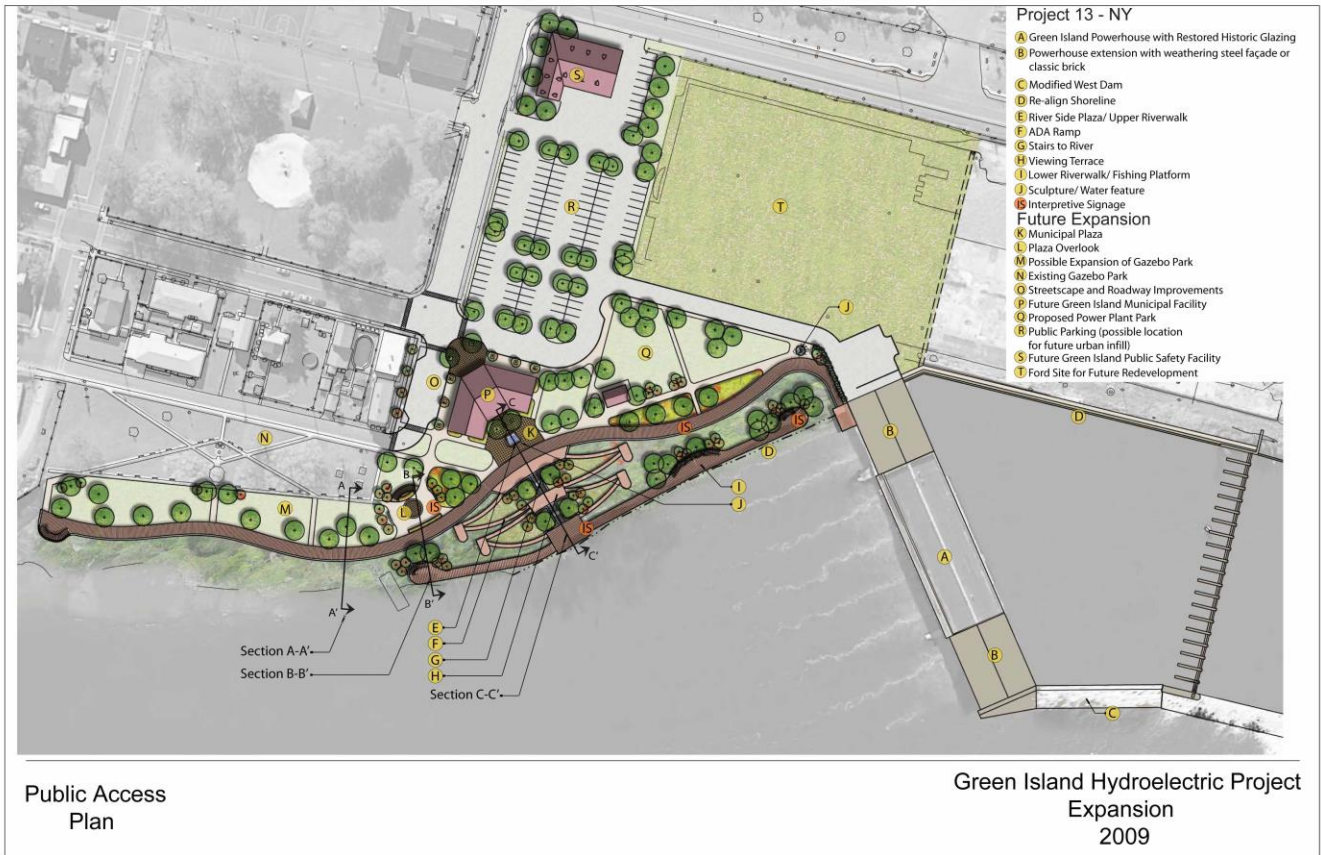 Project 13 - NY
A Green Island Powerhouse with Restored Historic Glazing
B Powerhouse extension with weathering steel façade or
classic brick
C Modified West Dam
D Re-align Shoreline
E River Side Plaza/ Upper Riverwalk
F ADA Ramp
G Stairs to River
H Viewing Terrace
I Lower Riverwalk/ Fishing Platform
J Sculpture/ Water feature
IS Interpretive Signage
Future Expansion
K Municipal Plaza
L Plaza Overlook
M Possible Expansion of Gazebo Park
N Existing Gazebo Park
O Streetscape and Roadway Improvements
P Future Green Island Municipal Facility
Q Proposed Power Plant Park
R Public Parking (possible location
for future urban infill)
S Future Green Island Public Safety Facility
T Ford Site for Future Redevelopment
S
R
T
J
Q
O
P
C
K
D
B
N
IS
IS
D
A
B
I
M
L
IS
J
IS
C'
A
A'
B'
E
F
G
H
Section A-A'
Section B-B'
Section C-C'
B
C
Public Access
Plan
Green Island Hydroelectric Project
Expansion
2009